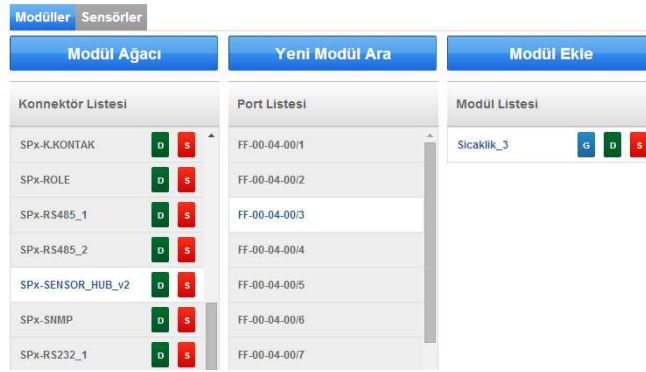 Modüller Sensörler
Modül Ağacı
Yeni Modül Ara
Modül Ekle
Konnektör Listesi
Port Listesi
Modül Listesi
SPx-K.KONTAK D S
FF-00-04-00/1
Sicaklik_3 G D S
SPx-ROLE D S
FF-00-04-00/2
SPx-RS485_1 D S
FF-00-04-00/3
SPx-RS485_2 D S
FF-00-04-00/4
SPx-SENSOR_HUB_v2 D S
FF-00-04-00/5
SPx-SNMP D S
FF-00-04-00/6
SPx-RS232_1 D S
FF-00-04-00/7